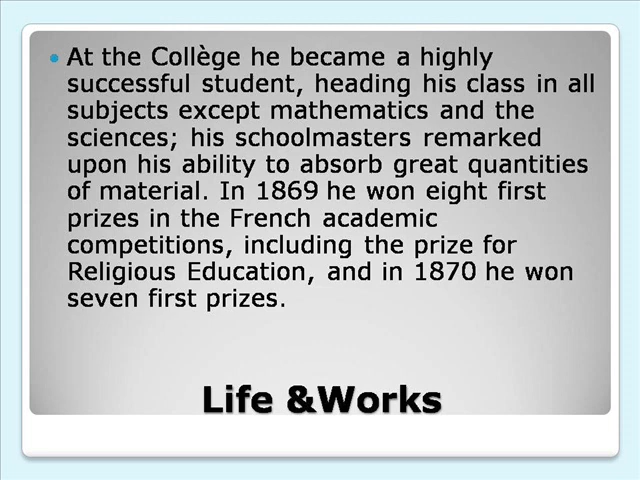 At the Collège he became a highly
successful student, heading his class in all
subjects except mathematics and the
sciences; his schoolmasters remarked
upon his ability to absorb great quantities
of material. In 1869 he won eight first
prizes in the French academic
competitions, including the prize for
Religious Education, and in 1870 he won
seven first prizes.
Life &Works